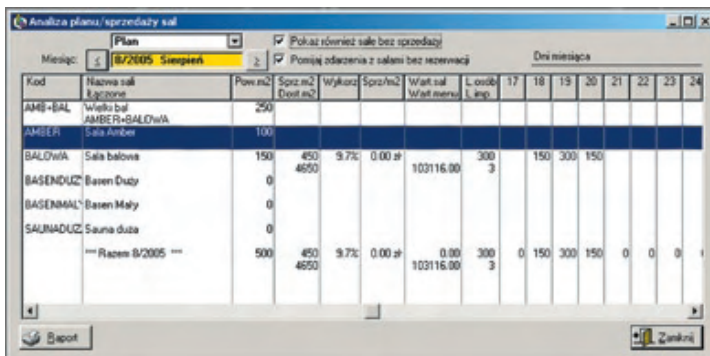 Analiza planu/sprzedaży sal
Plan
Pokaż również sale bez sprzedaży
Miesiąc: < 8/2005 Sierpień > Pomijaj zdarzenia z salami bez rezerwacji Dni miesiąca
Kod Nazwa sali Pow.m2 Sprz.m2 Wykorz Sprz/m2 Wart.sal L.osób 17 18 19 20 21 22 23 24
Łączone Dost.m2 Wart.menu L.imp.
AMB+BAL Wielki bal 250
AMBER+BALOWA
AMBER Sala Amber 100
BALOWA Sala balowa 150 450 9.7% 0.00 zł 300 150 300 150
4650 103116.00 3
BASENDUZ Basen Duży 0
BASENMAL Basen Mały 0
SAUNADUZ Sauna duża 0
*** Razem 8/2005 *** 500 450 9.7% 0.00 zł 0.00 300 0 150 300 150 0 0 0
4650 103116.00 3
Raport Zamknij